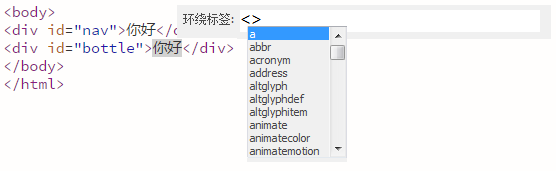 <body>
<div id="nav">你好</
环绕标签: <>
<div id="bottle">你好</div>
</body>
</html>
a
abbr
acronym
address
altglyph
altglyphdef
altglyphitem
animate
animatecolor
animatemotion